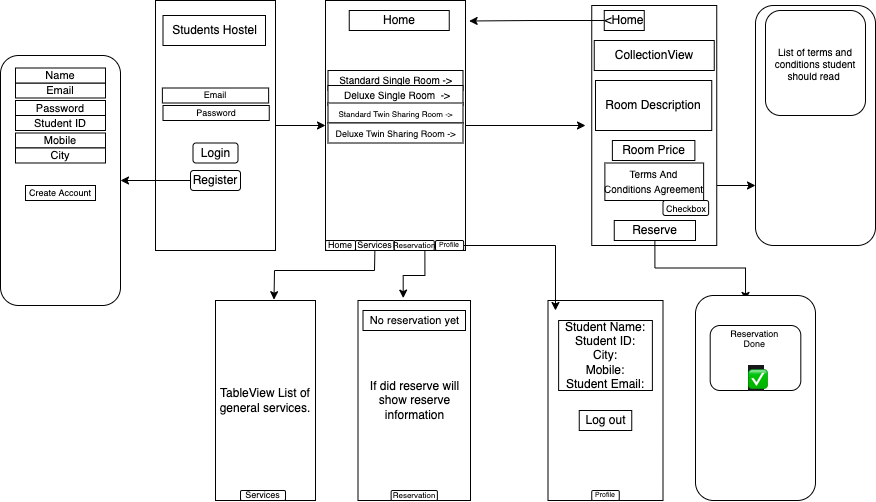 Name
Email
Password
Student ID
Mobile
City
Create Account
Students Hostel
Email
Password
Login
Register
Home
Standard Single Room ->
Deluxe Single Room ->
Standard Twin Sharing Room ->
Deluxe Twin Sharing Room ->
Home
Services
Reservation
Profile
<Home
CollectionView
Room Description
Room Price
Terms And
Conditions Agreement
Checkbox
Reserve
List of terms and
conditions student
should read
TableView List of
general services.
Services
No reservation yet
If did reserve will
show reserve
information
Reservation
Student Name:
Student ID:
City:
Mobile:
Student Email:
Log out
Profile
Reservation
Done